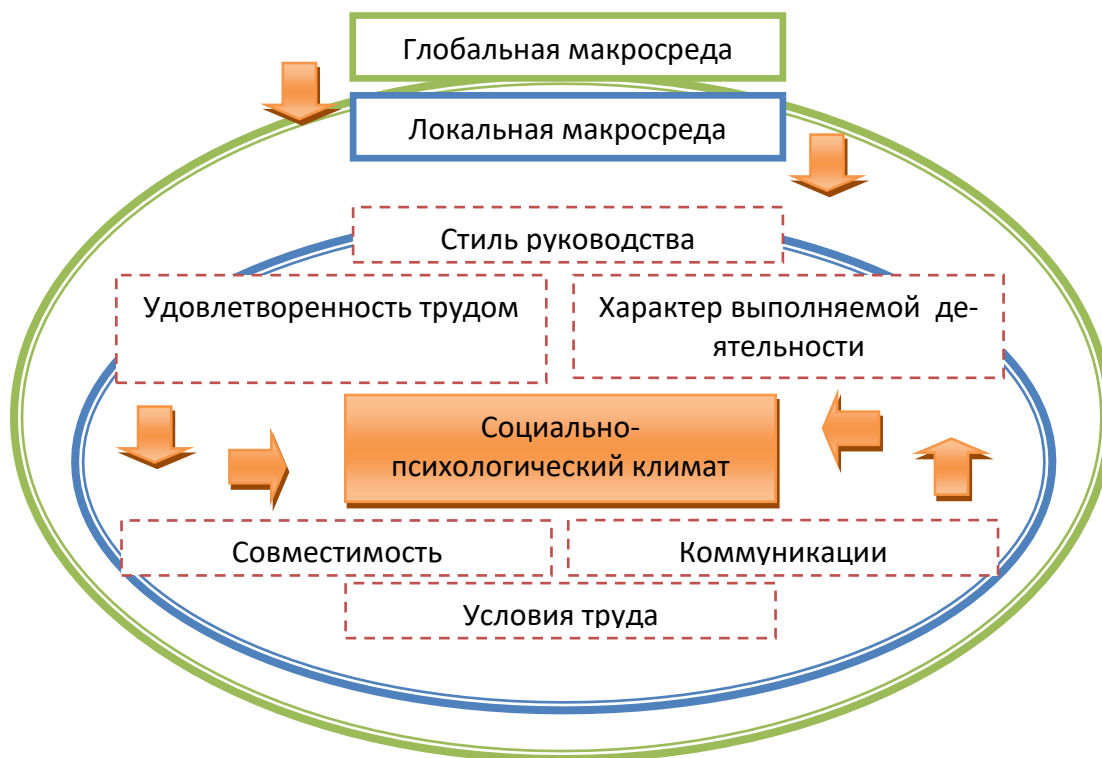 Глобальная макросреда
Локальная макросреда
Стиль руководства
Удовлетворенность трудом
Характер выполняемой де-
ятельности
Социально-
психологический климат
Совместимость
Коммуникации
Условия труда